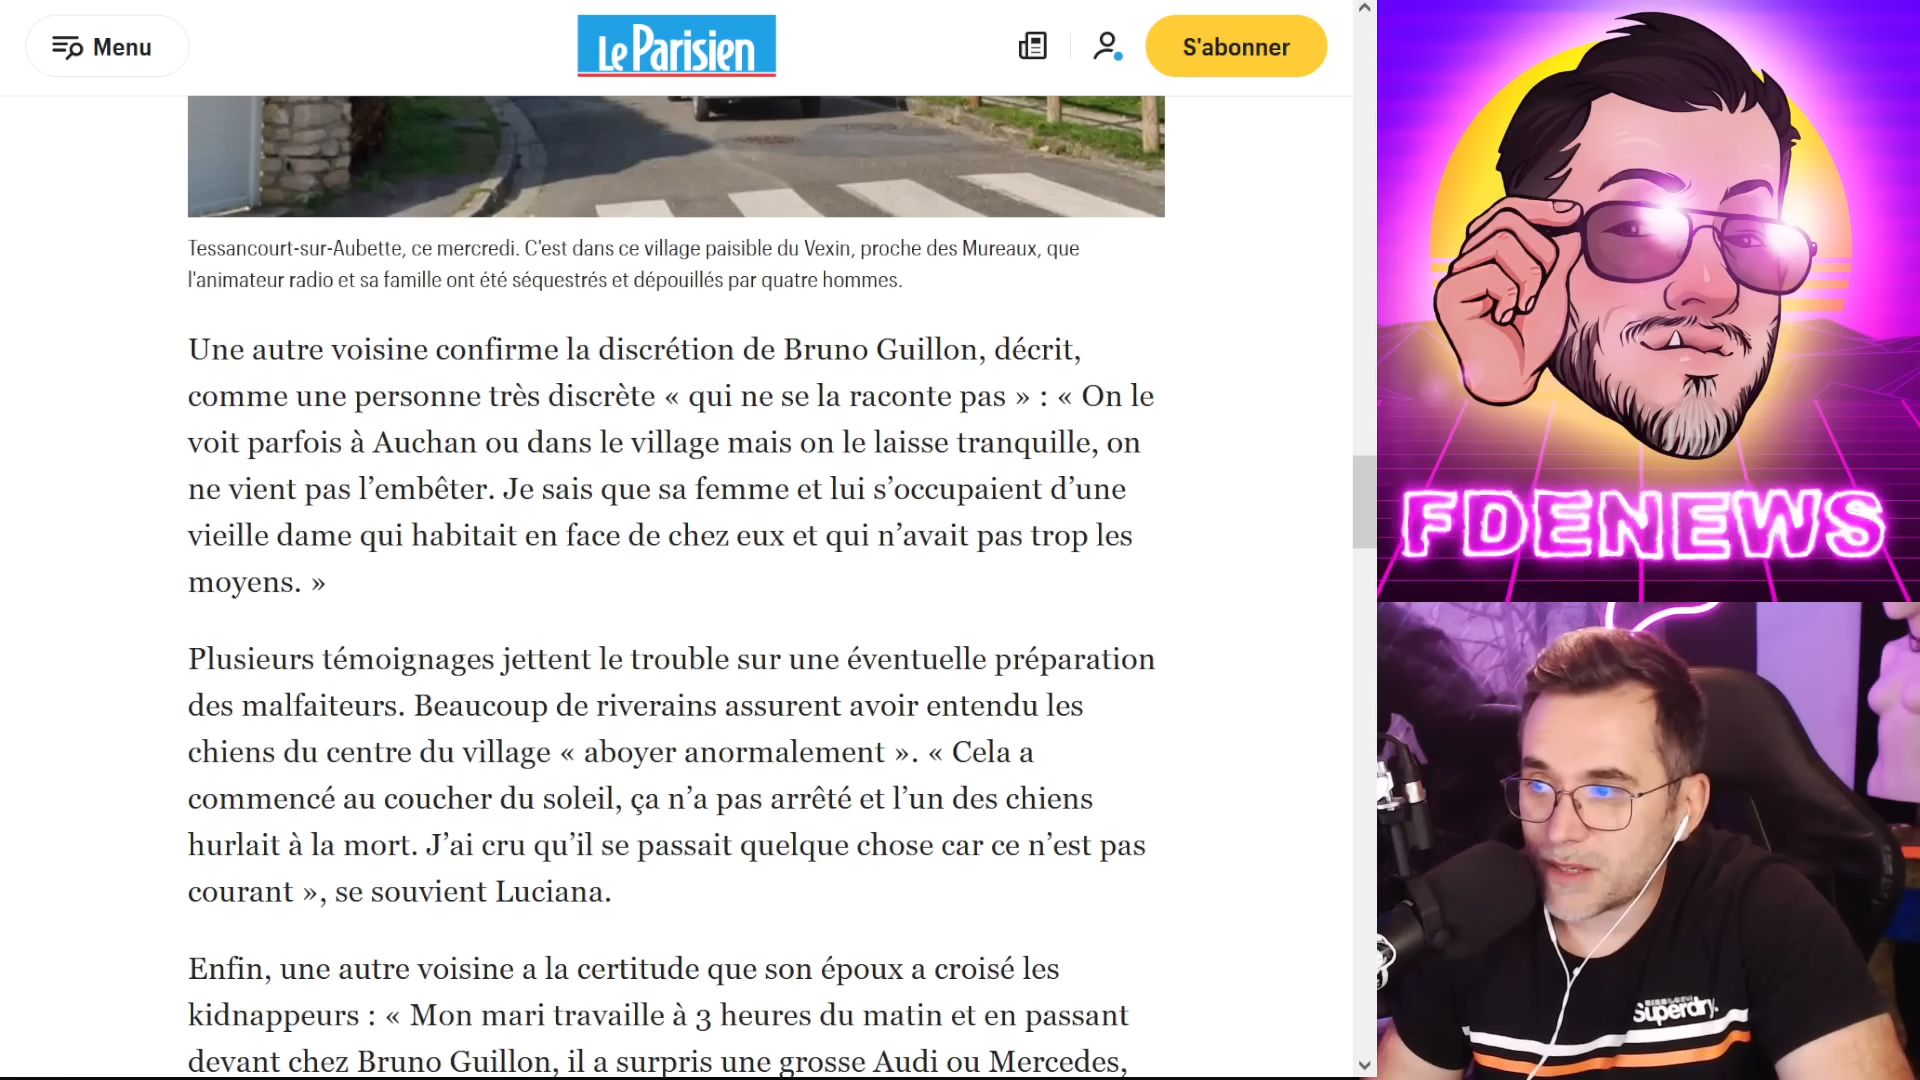 Menu
Le Parisien
S'abonner
Tessancourt-sur-Aubette, ce mercredi. C'est dans ce village paisible du Vexin, proche des Mureaux, que
l'animateur radio et sa famille ont été séquestrés et dépouillés par quatre hommes.
Une autre voisine confirme la discrétion de Bruno Guillon, décrit,
comme une personne très discrète « qui ne se la raconte pas » : « On le
voit parfois à Auchan ou dans le village mais on le laisse tranquille, on
ne vient pas l’embêter. Je sais que sa femme et lui s’occupaient d’une
vieille dame qui habitait en face de chez eux et qui n’avait pas trop les
moyens. »
Plusieurs témoignages jettent le trouble sur une éventuelle préparation
des malfaiteurs. Beaucoup de riverains assurent avoir entendu les
chiens du centre du village « aboyer anormalement ». « Cela a
commencé au coucher du soleil, ça n’a pas arrêté et l’un des chiens
hurlait à la mort. J’ai cru qu’il se passait quelque chose car ce n’est pas
courant », se souvient Luciana.
Enfin, une autre voisine a la certitude que son époux a croisé les
kidnappeurs : « Mon mari travaille à 3 heures du matin et en passant
devant chez Bruno Guillon, il a surpris une grosse Audi ou Mercedes,
FDENEWS
Superdry.